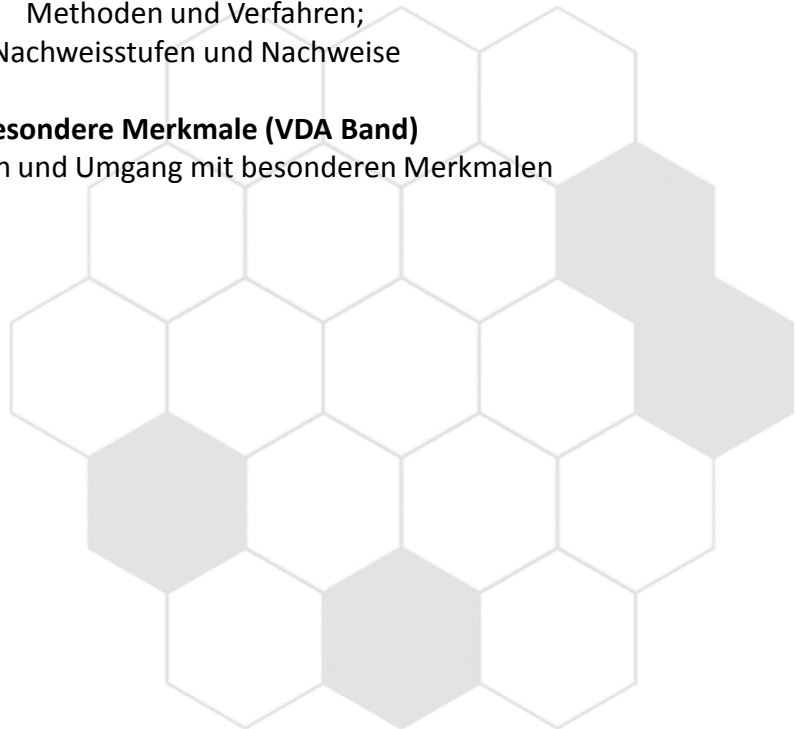 Methoden und Verfahren;
Nachweisstufen und Nachweise
esondere Merkmale (VDA Band)
n und Umgang mit besonderen Merkmalen